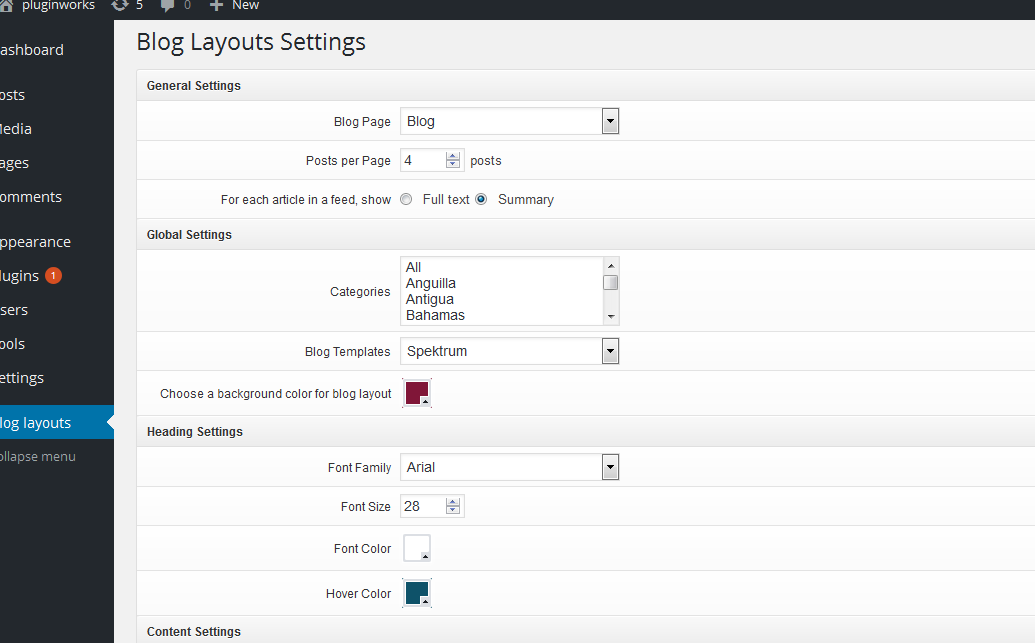 pluginworks 5 0 New
ashboard
osts
Media
ages
omments
ppearance
lugins 1
sers
ools
ettings
log layouts
ollapse menu
Blog Layouts Settings
General Settings
Blog Page Blog
Posts per Page 4 posts
For each article in a feed, show Full text Summary
Global Settings
Categories
All
Anguilla
Antigua
Bahamas
Blog Templates Spektrum
Choose a background color for blog layout
Heading Settings
Font Family Arial
Font Size 28
Font Color
Hover Color
Content Settings